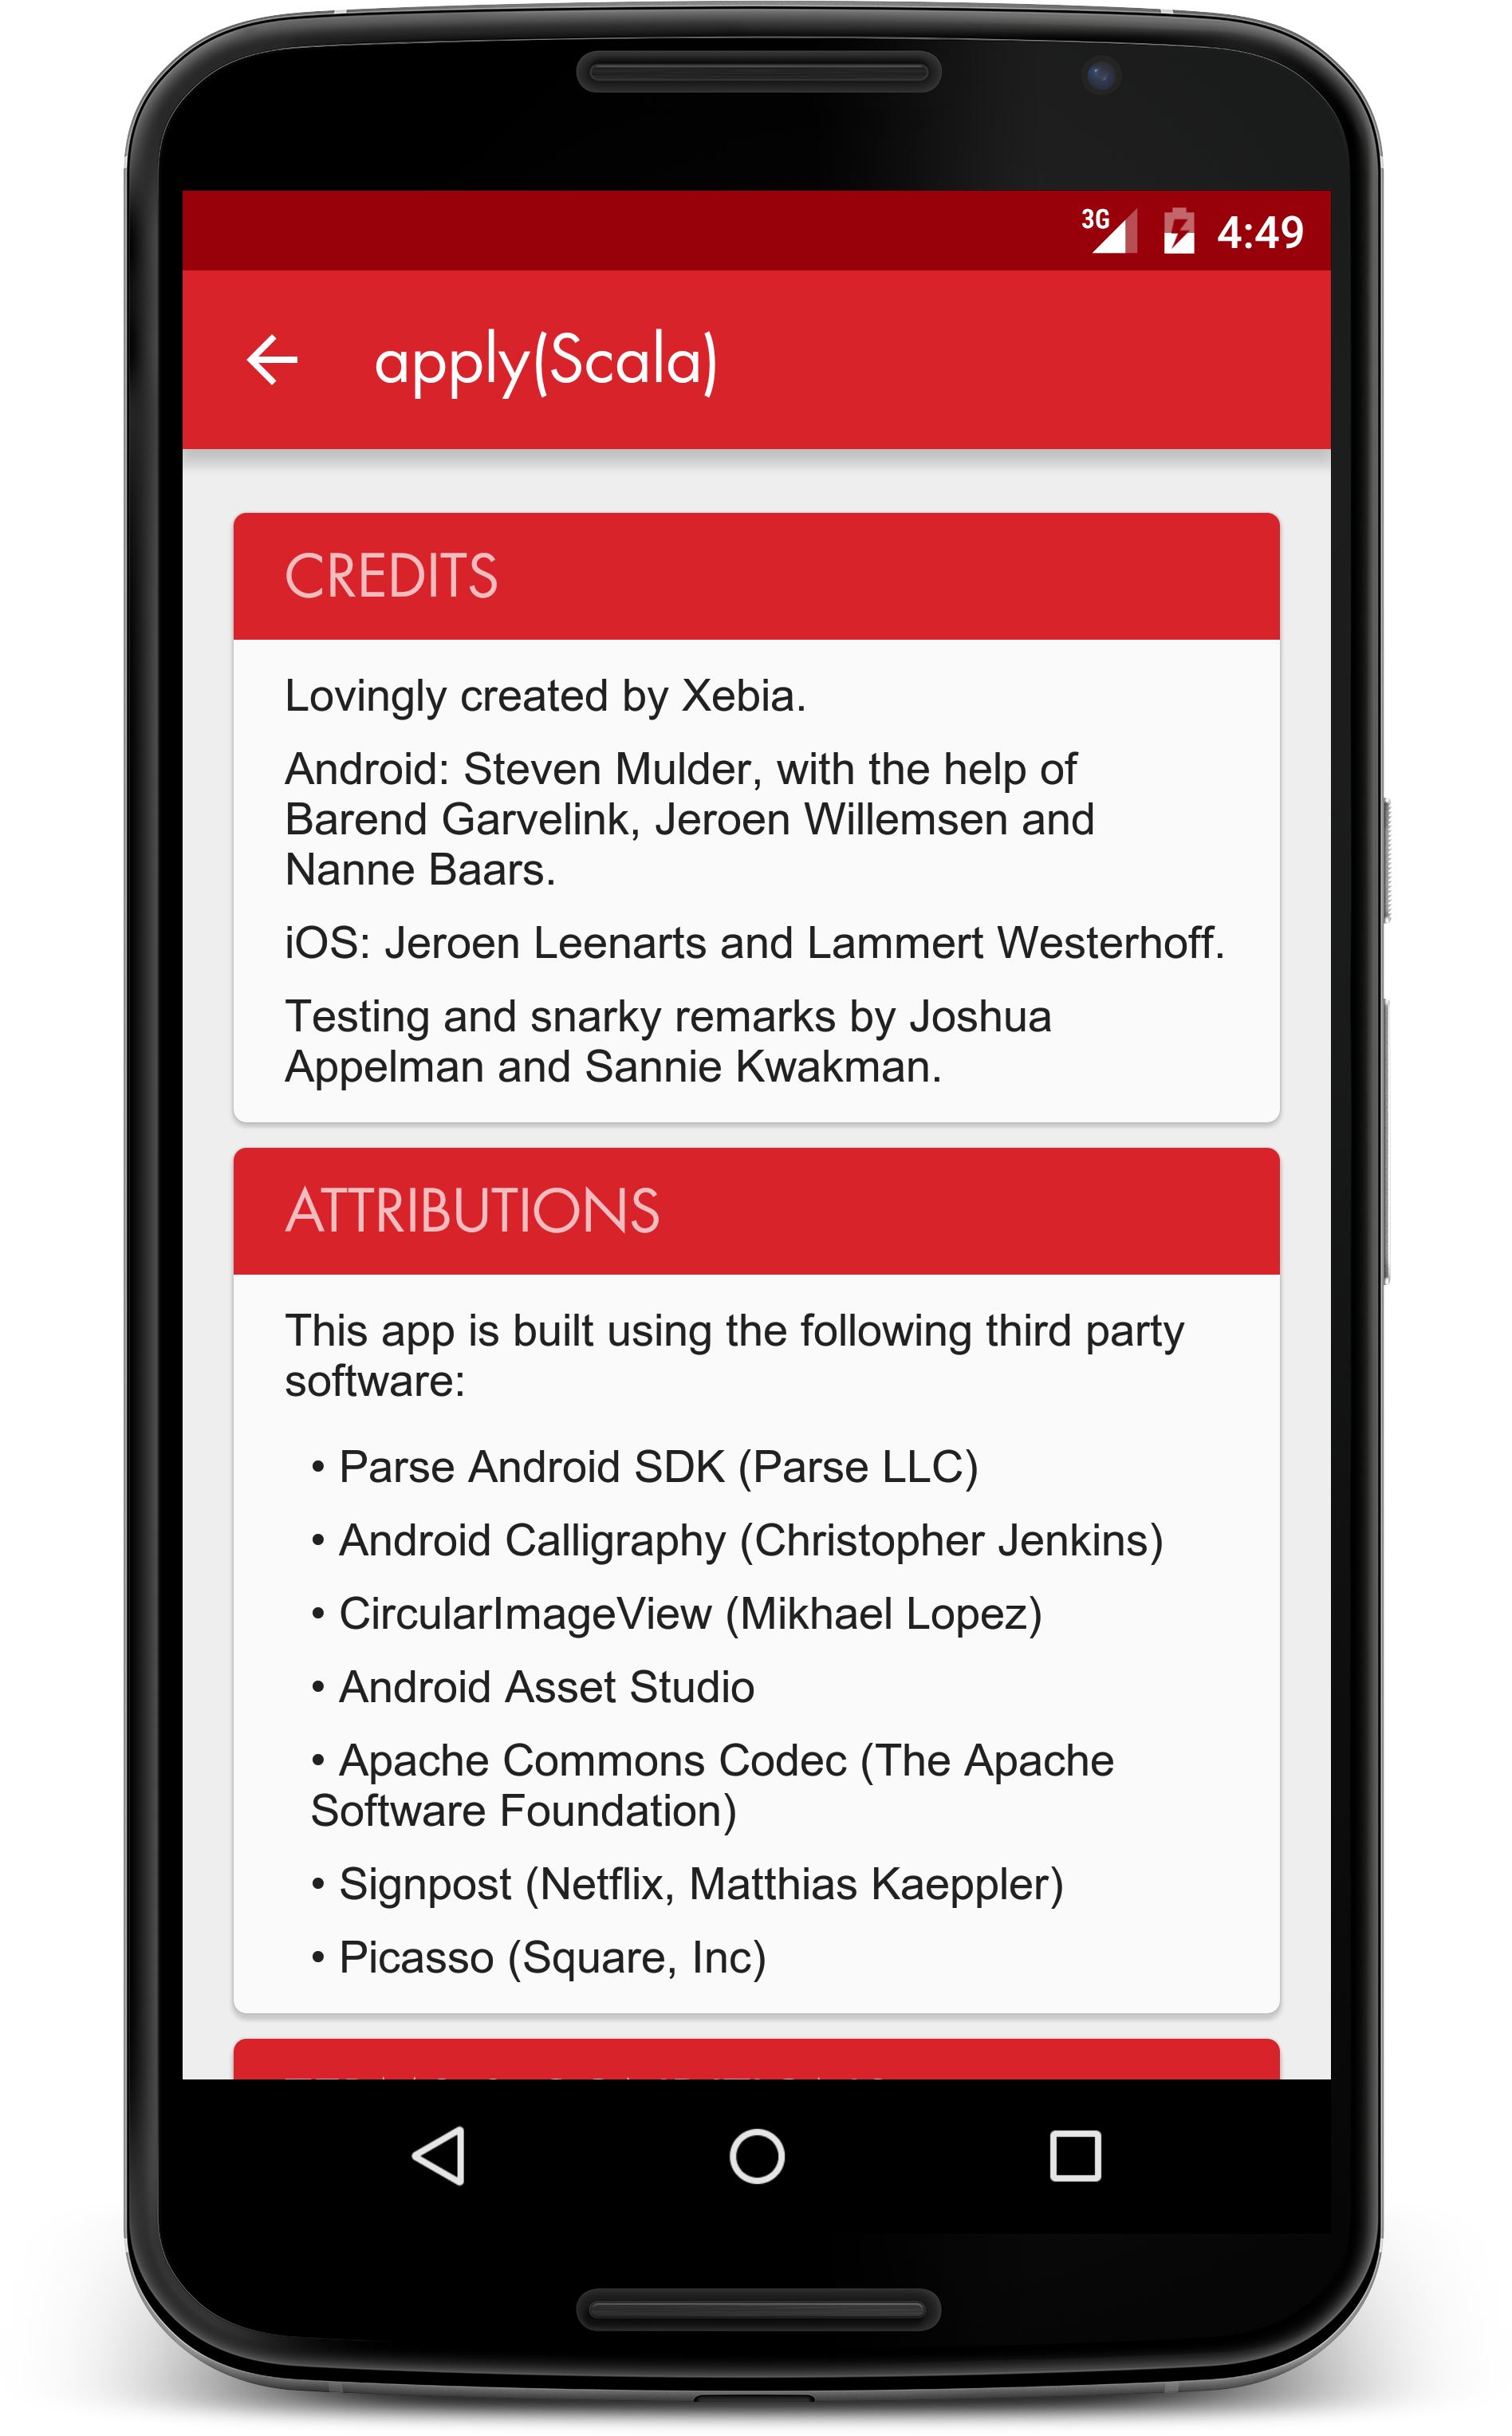 3G 4:49
apply(Scala)
CREDITS
Lovingly created by Xebia.
Android: Steven Mulder, with the help of
Barend Garvelink, Jeroen Willemsen and
Nanne Baars.
iOS: Jeroen Leenarts and Lammert Westerhoff.
Testing and snarky remarks by Joshua
Appelman and Sannie Kwakman.
ATTRIBUTIONS
This app is built using the following third party
software:
• Parse Android SDK (Parse LLC)
• Android Calligraphy (Christopher Jenkins)
• CircularImageView (Mikhael Lopez)
• Android Asset Studio
• Apache Commons Codec (The Apache
Software Foundation)
• Signpost (Netflix, Matthias Kaeppler)
• Picasso (Square, Inc)